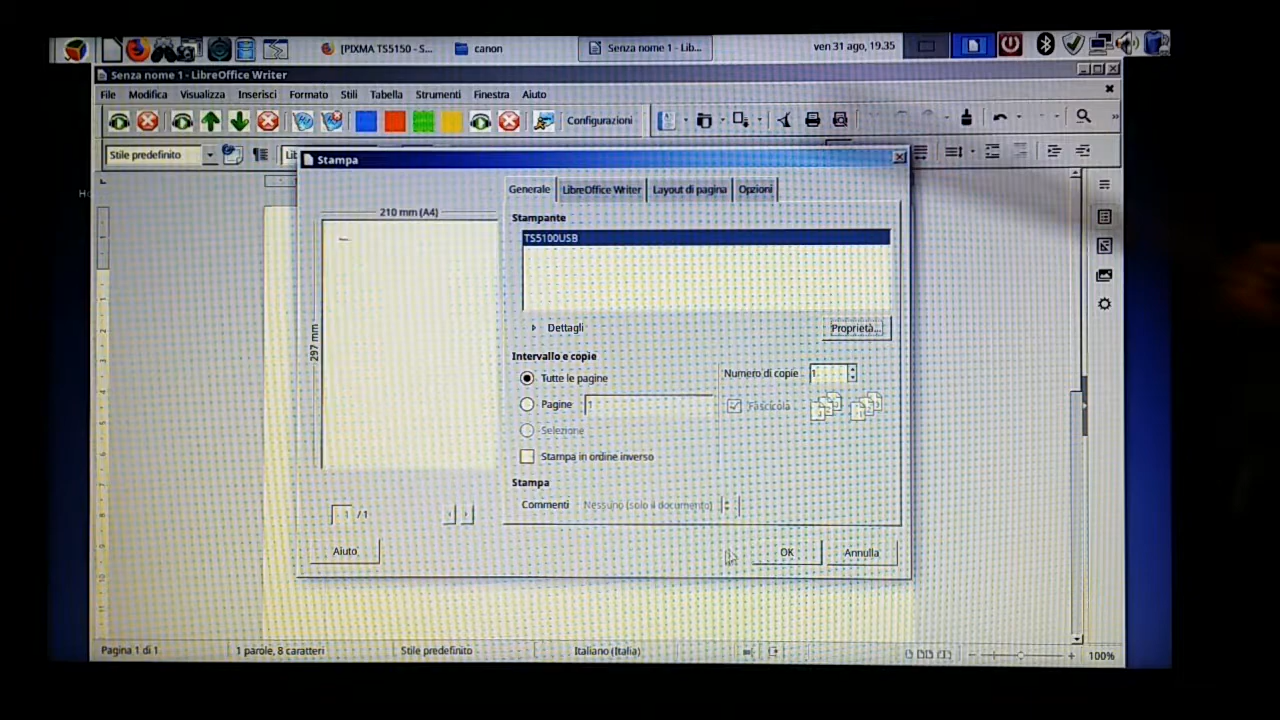 [PIXMA TS5150 - S...
canon
Senza nome 1 - Lib...
ven 31 ago, 19.35
Senza nome 1 - LibreOffice Writer
File Modifica Visualizza Inserisci Formato Stili Tabella Strumenti Finestra Aiuto
Configurazioni
Stile predefinito
Lib
Stampa
Generale LibreOffice Writer Layout di pagina Opzioni
210 mm (A4)
297 mm
Stampante
TS5100USB
Dettagli
Proprietà...
Intervallo e copie
Tutte le pagine
Numero di copie 1
Pagine 1
Fascicola
Selezione
Stampa in ordine inverso
Stampa
Commenti Nessuno (solo il documento)
1 / 1
Aiuto
OK
Annulla
Pagina 1 di 1
1 parole, 8 caratteri
Stile predefinito
Italiano (Italia)
100%